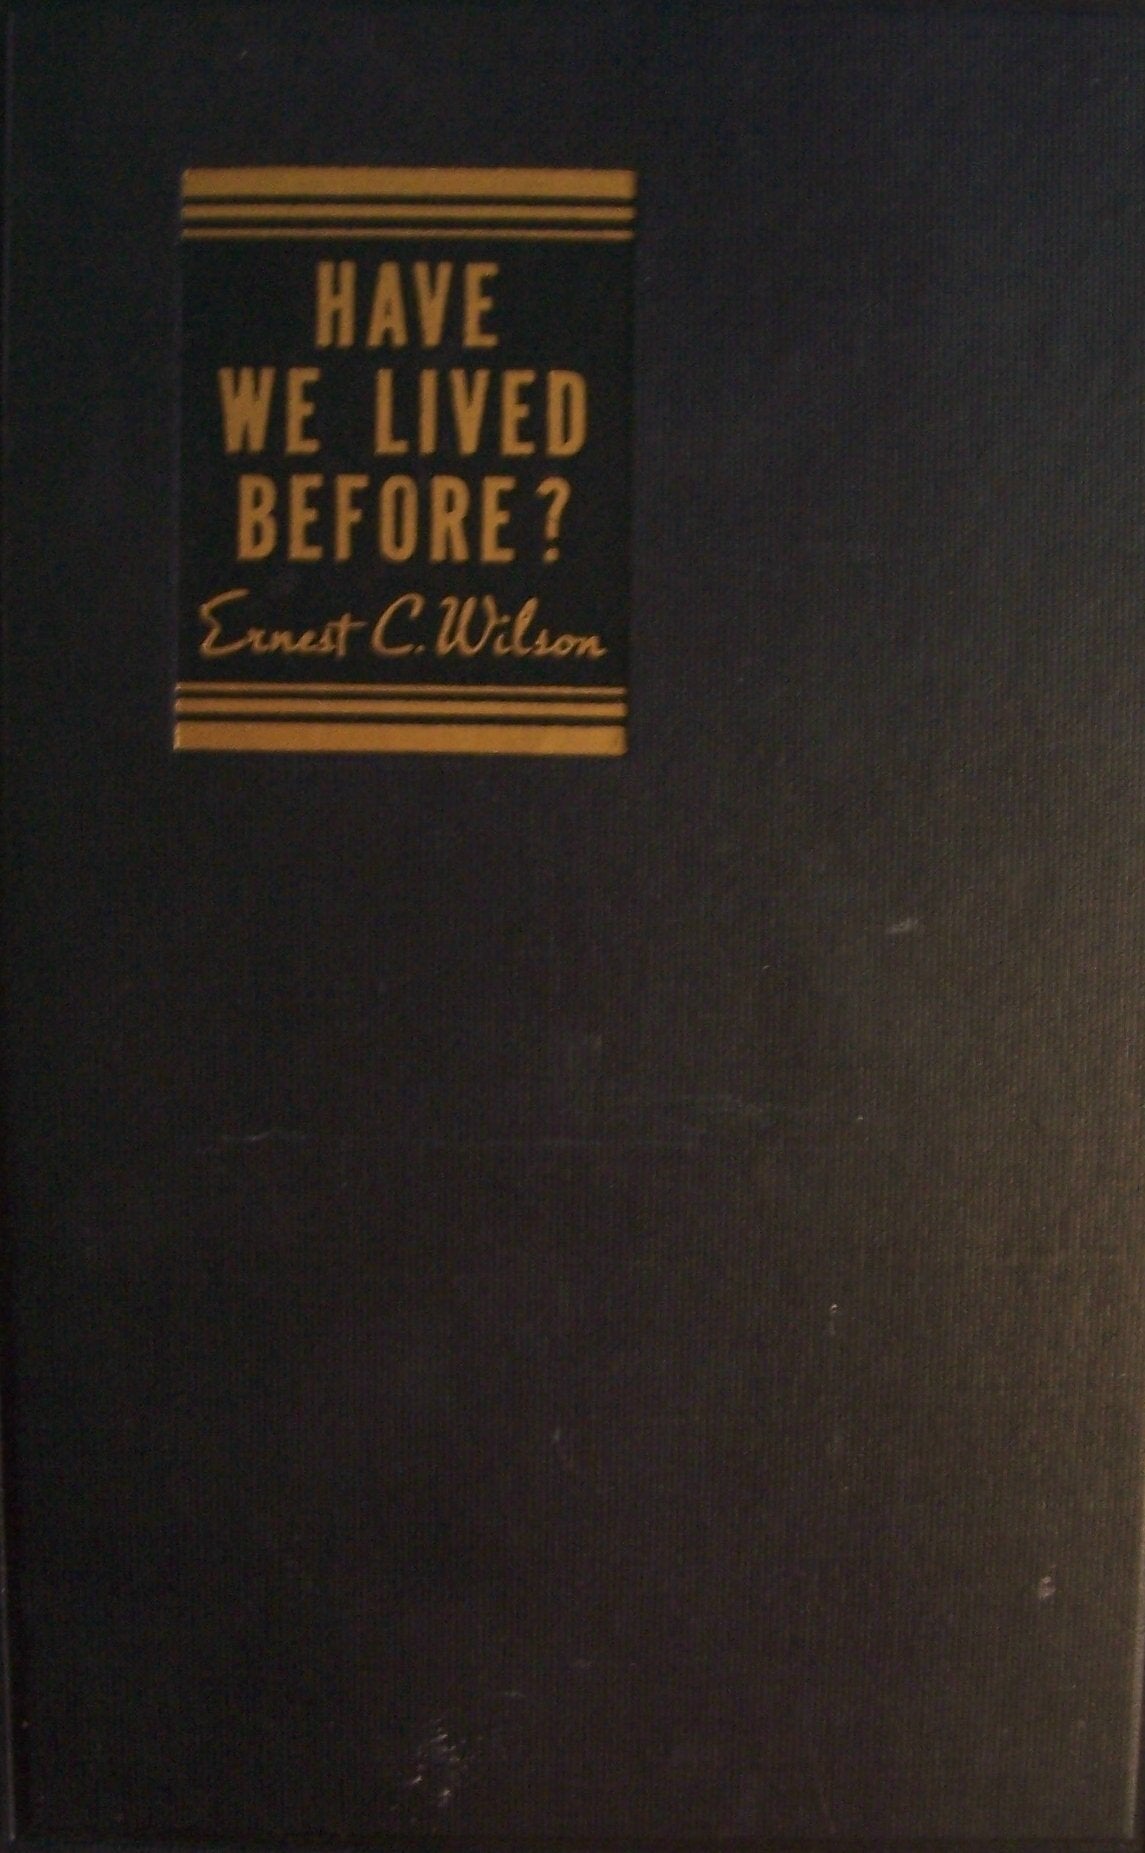 HAVE
WE LIVED
BEFORE?
Ernest C. Wilson